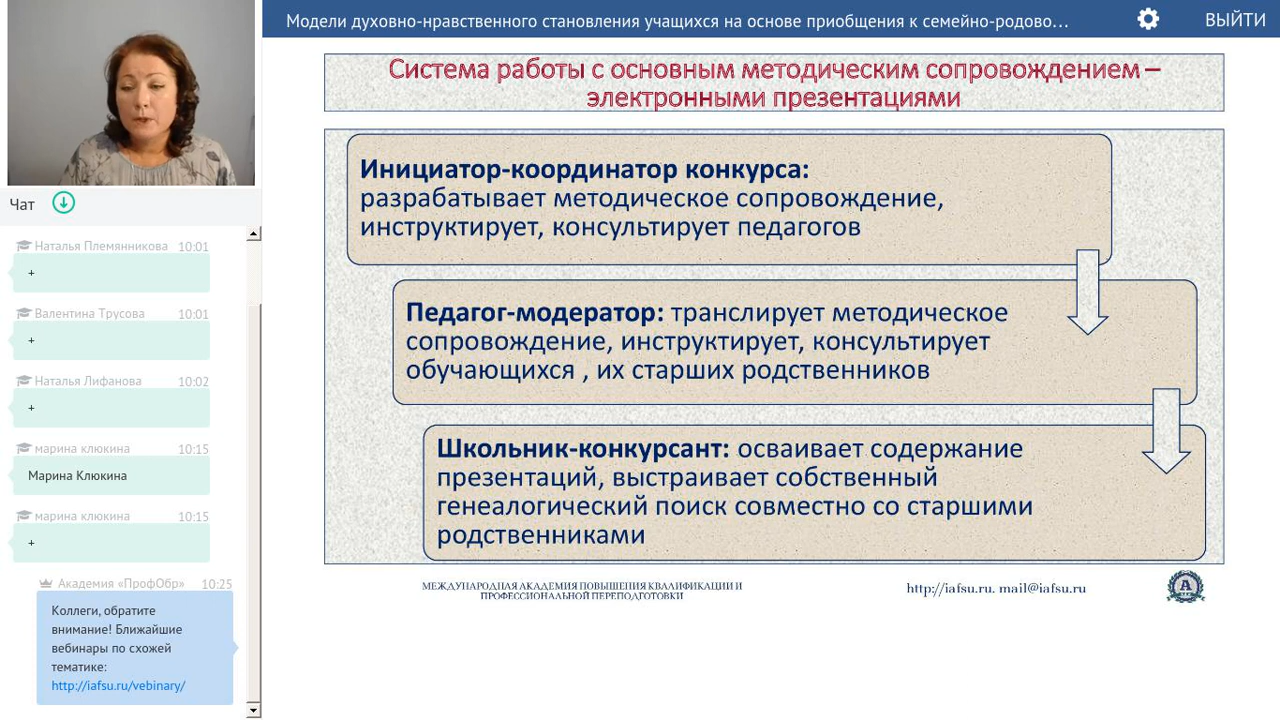 Модели духовно-нравственного становления учащихся на основе приобщения к семейно-родово...
ВЫЙТИ
Чат
Наталья Племянникова 10:01
+
Валентина Трусова 10:01
+
Наталья Лифанова 10:02
+
марина клюкина 10:15
Марина Клюкина
марина клюкина 10:15
+
Академия «ПрофОбр» 10:25
Коллеги, обратите
внимание! Ближайшие
вебинары по схожей
тематике:
http://iafsu.ru/vebinary/
Система работы с основным методическим сопровождением –
электронными презентациями
Инициатор-координатор конкурса:
разрабатывает методическое сопровождение,
инструктирует, консультирует педагогов
Педагог-модератор: транслирует методическое
сопровождение, инструктирует, консультирует
обучающихся , их старших родственников
Школьник-конкурсант: осваивает содержание
презентаций, выстраивает собственный
генеалогический поиск совместно со старшими
родственниками
МЕЖДУНАРОДНАЯ АКАДЕМИЯ ПОВЫШЕНИЯ КВАЛИФИКАЦИИ И
ПРОФЕССИОНАЛЬНОЙ ПЕРЕПОДГОТОВКИ
http://iafsu.ru. mail@iafsu.ru
А